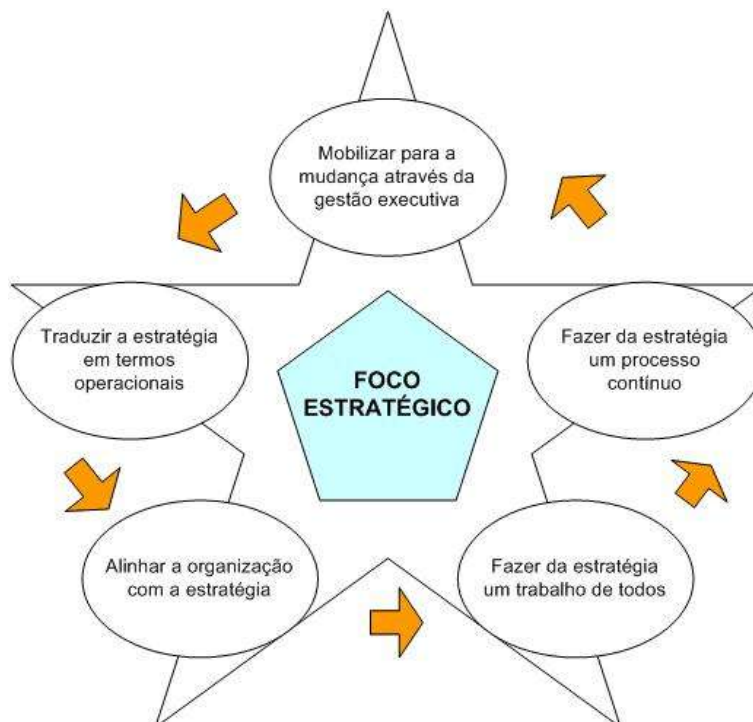 Mobilizar para a
mudança através da
gestão executiva
Traduzir a estratégia
em termos
operacionais
FOCO
ESTRATÉGICO
Fazer da estratégia
um processo
contínuo
Alinhar a organização
com a estratégia
Fazer da estratégia
um trabalho de todos